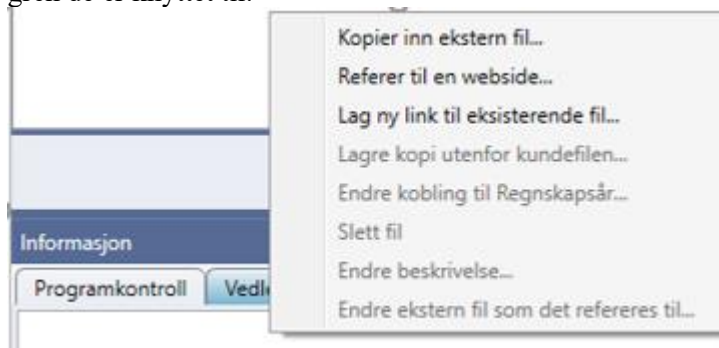 Kopier inn ekstern fil...
Referer til en webside...
Lag ny link til eksisterende fil...
Lagre kopi utenfor kundefilen...
Endre kobling til Regnskapsår...
Slett fil
Endre beskrivelse...
Endre ekstern fil som det refereres til...
Informasjon
Programkontroll